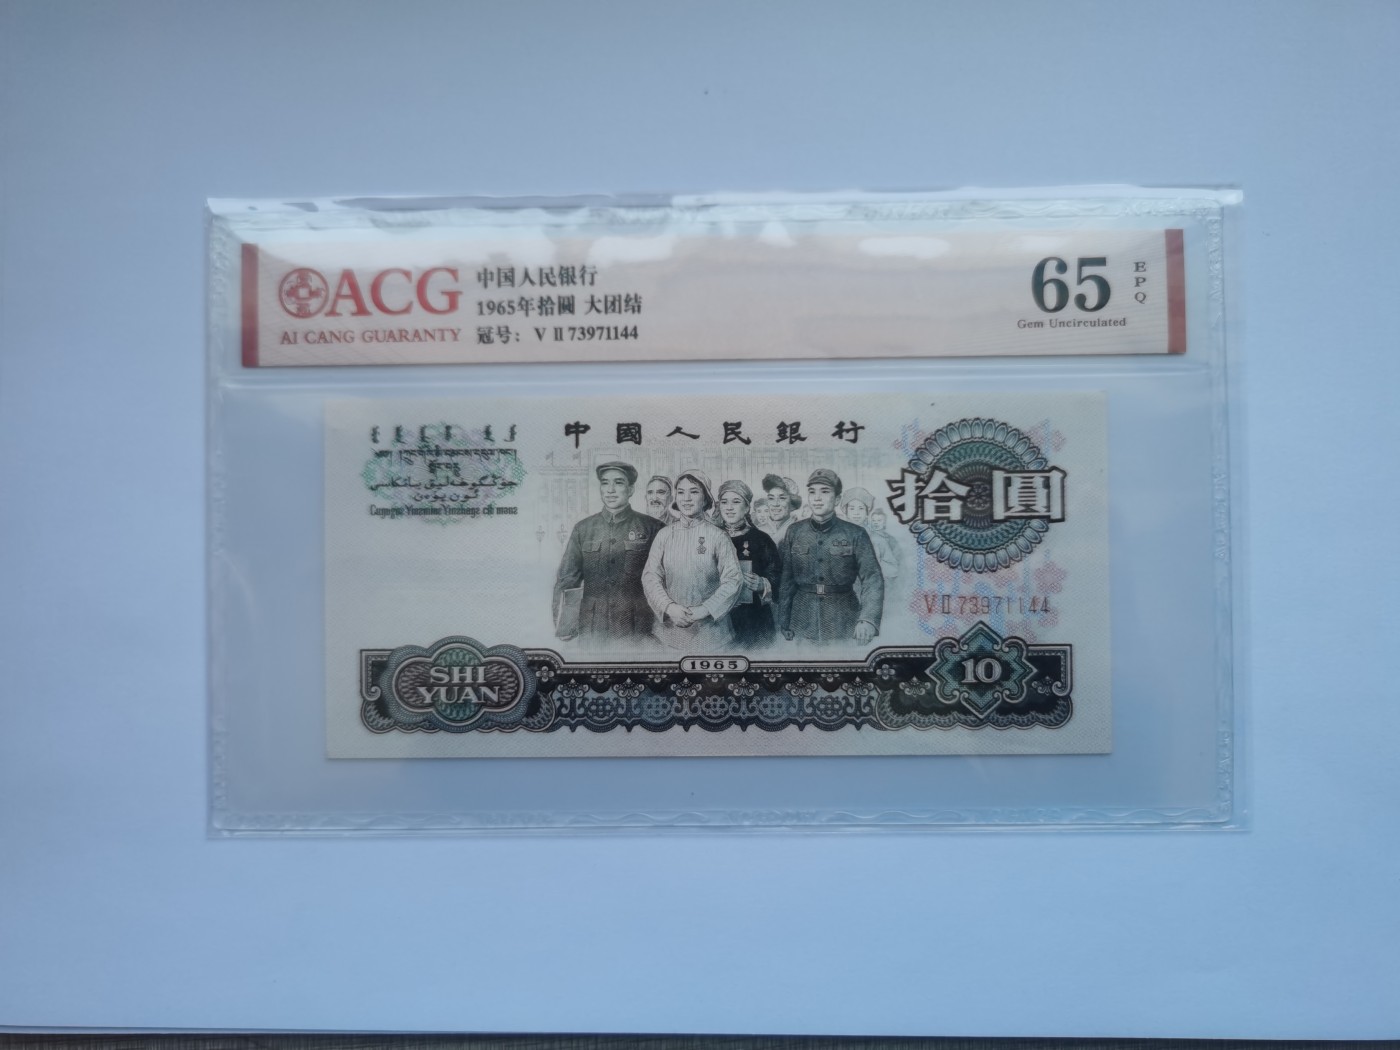 ACG
AI CANG GUARANTY
中国人民银行
1965年拾圆 大团结
冠号: V II 73971144
65
EPQ
Gem Uncirculated
中國人民銀行
拾圓
V II 73971144
SHI
YUAN
1965
10